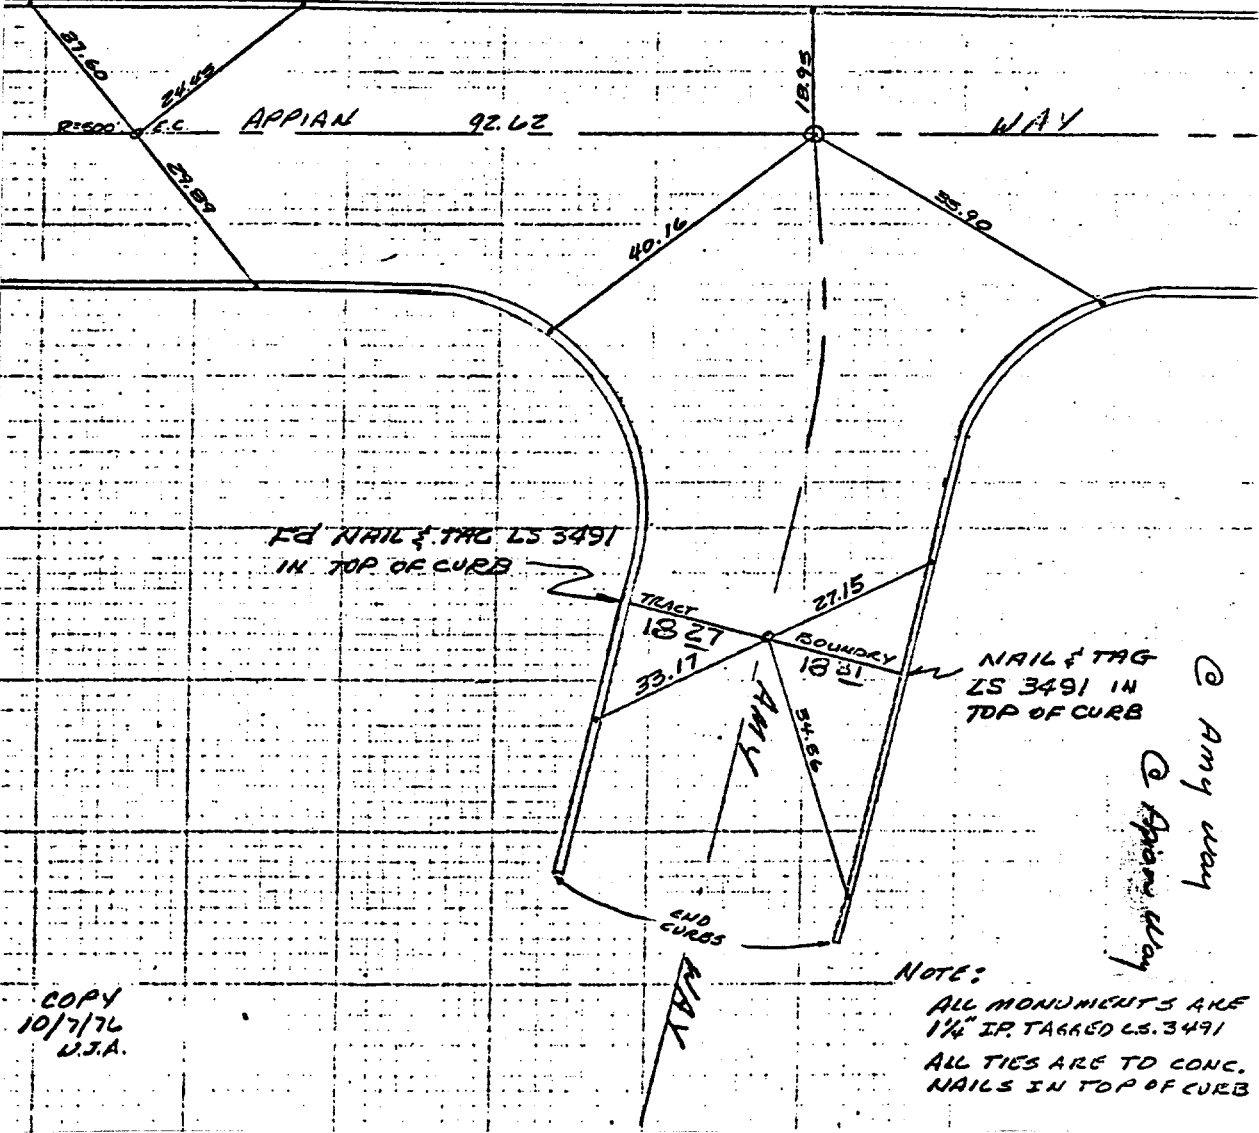 37.60
24.45
18.95
R=500' E.C. APPIAN 92.62 WAY
29.89
40.16
35.90
Fd NAIL & TAG LS 3491
IN TOP OF CURB
TRACT
18 27
27.15
BOUNDRY
18 31
33.17
34.86
NAIL & TAG
LS 3491 IN
TOP OF CURB
AMY
WAY
END
CURBS
@ Amy way
@ Apian Way
COPY
10/7/76
W.J.A.
NOTE:
ALL MONUMENTS ARE
1¼" I.P. TAGGED L.S. 3491
ALL TIES ARE TO CONC.
NAILS IN TOP OF CURB